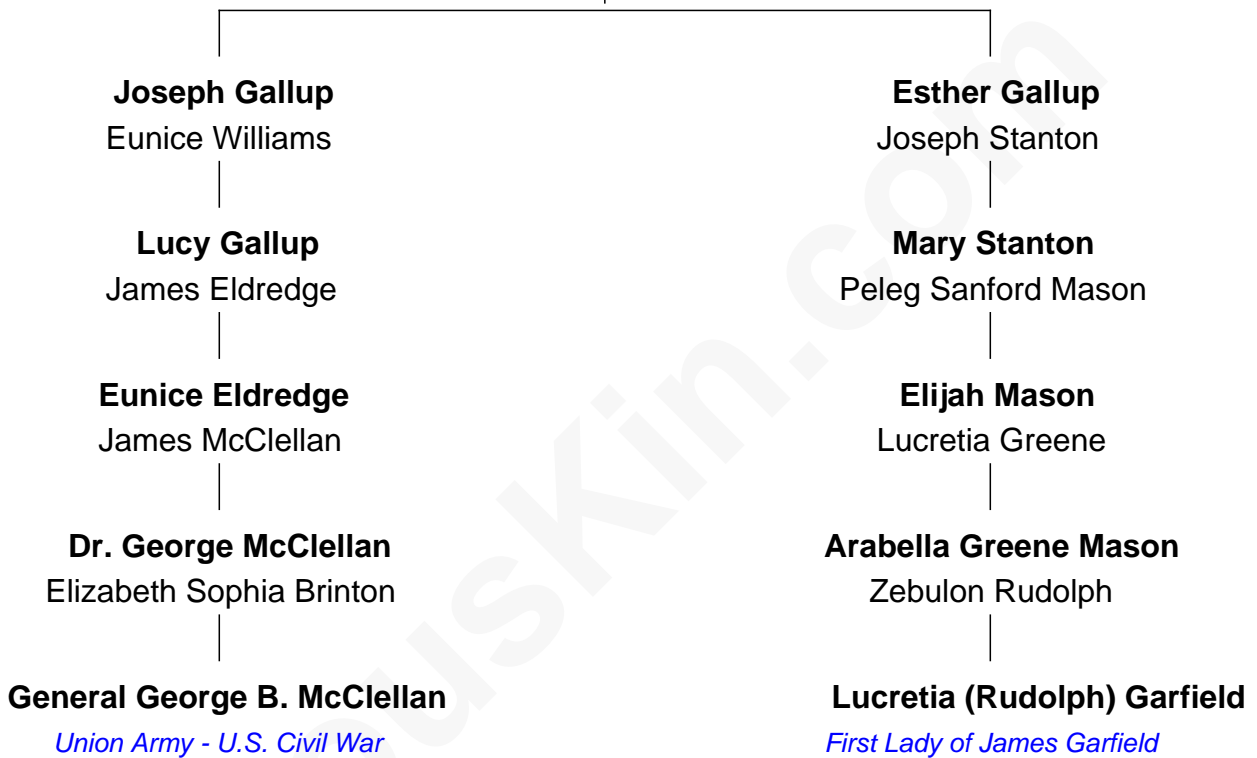 Joseph Gallup
Eunice Williams
Esther Gallup
Joseph Stanton
Lucy Gallup
James Eldredge
Mary Stanton
Peleg Sanford Mason
Eunice Eldredge
James McClellan
Elijah Mason
Lucretia Greene
Dr. George McClellan
Elizabeth Sophia Brinton
Arabella Greene Mason
Zebulon Rudolph
General George B. McClellan
Union Army - U.S. Civil War
Lucretia (Rudolph) Garfield
First Lady of James Garfield
ousKin.com